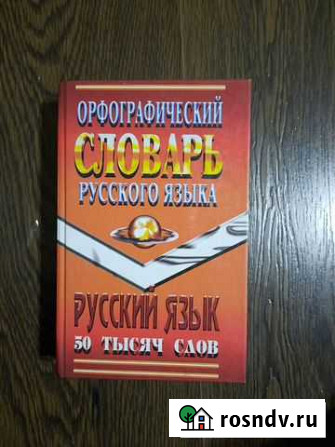 ОРФОГРАФИЧЕСКИЙ
СЛОВАРЬ
РУССКОГО ЯЗЫКА
РУССКИЙ ЯЗЫК
50 ТЫСЯЧ СЛОВ
rosndv.ru